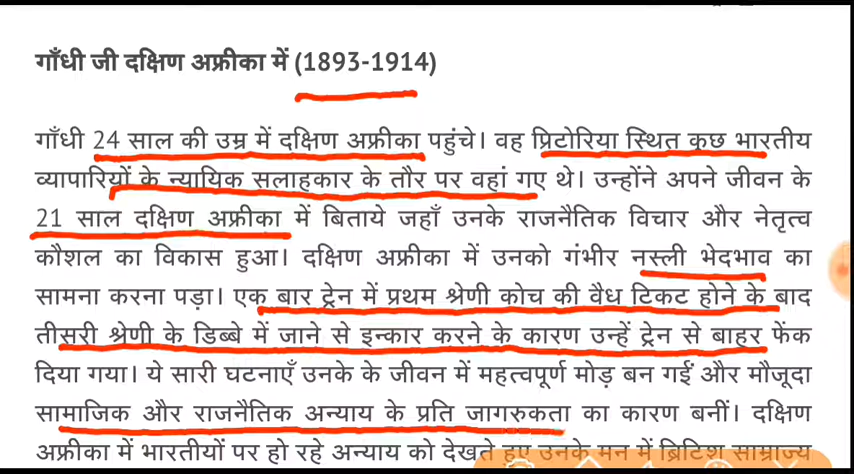 गाँधी जी दक्षिण अफ्रीका में (1893-1914)
गाँधी 24 साल की उम्र में दक्षिण अफ्रीका पहुंचे। वह प्रिटोरिया स्थित कुछ भारतीय
व्यापारियों के न्यायिक सलाहकार के तौर पर वहां गए थे। उन्होंने अपने जीवन के
21 साल दक्षिण अफ्रीका में बिताये जहाँ उनके राजनैतिक विचार और नेतृत्व
कौशल का विकास हुआ। दक्षिण अफ्रीका में उनको गंभीर नस्ली भेदभाव का
सामना करना पड़ा। एक बार ट्रेन में प्रथम श्रेणी कोच की वैध टिकट होने के बाद
तीसरी श्रेणी के डिब्बे में जाने से इन्कार करने के कारण उन्हें ट्रेन से बाहर फेंक
दिया गया। ये सारी घटनाएँ उनके के जीवन में महत्वपूर्ण मोड़ बन गईं और मौजूदा
सामाजिक और राजनैतिक अन्याय के प्रति जागरुकता का कारण बनीं। दक्षिण
अफ्रीका में भारतीयों पर हो रहे अन्याय को देखते हुए उनके मन में ब्रिटिश साम्राज्य